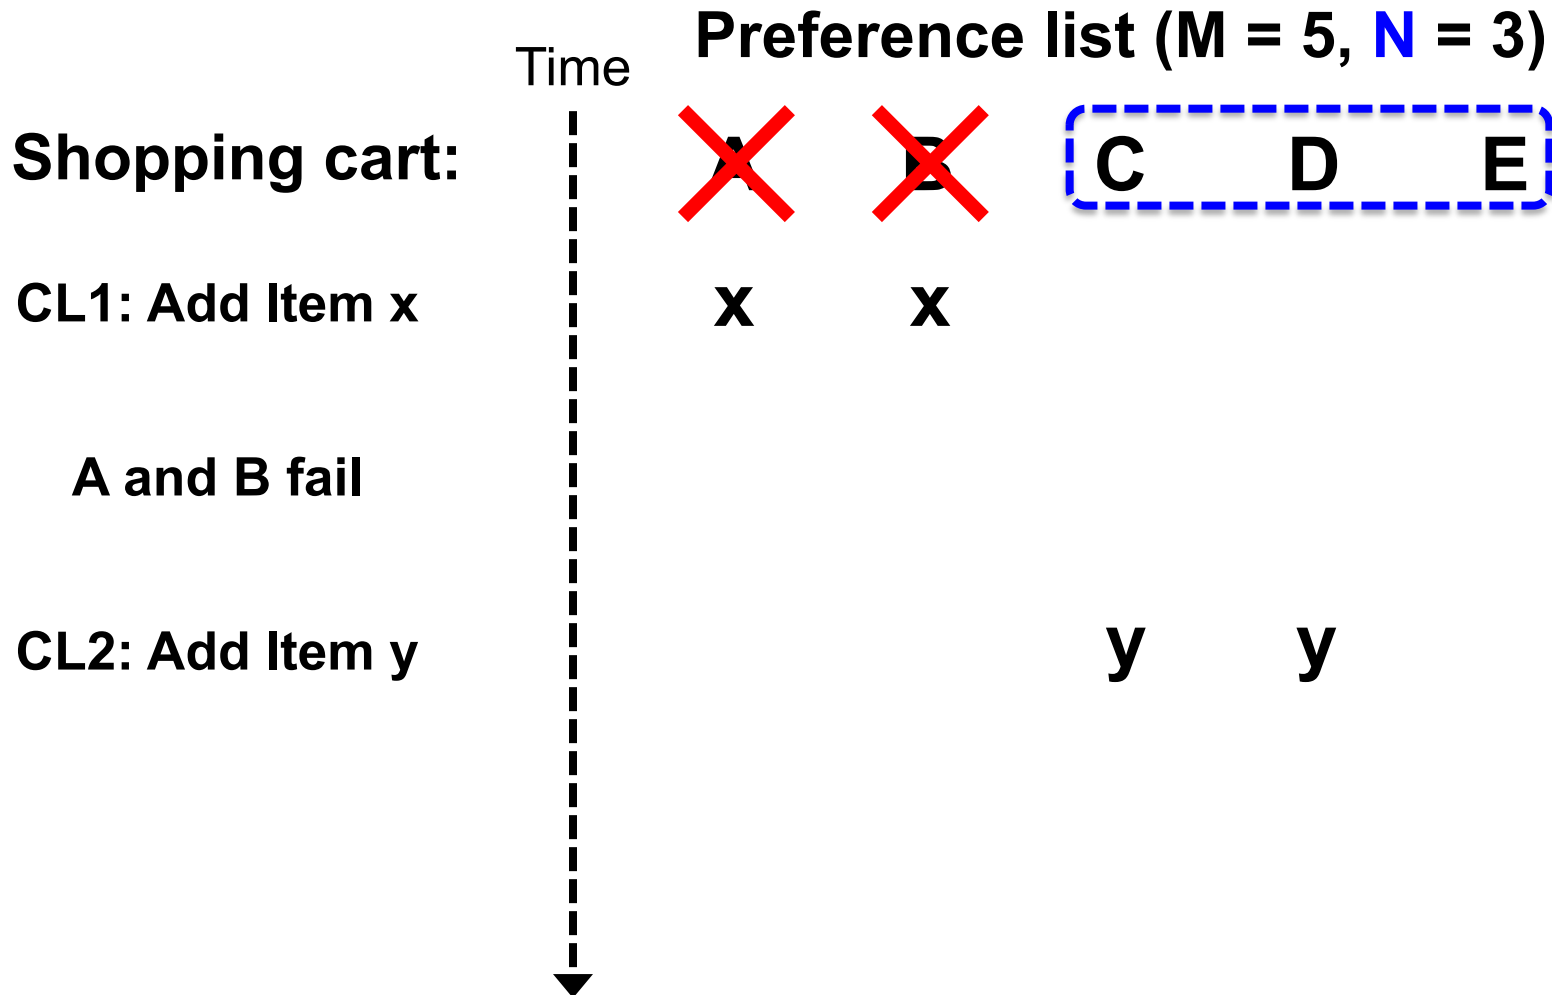 Preference list (M = 5, N = 3)
Time
Shopping cart: A B C D E
CL1: Add Item x x x
A and B fail
CL2: Add Item y y y